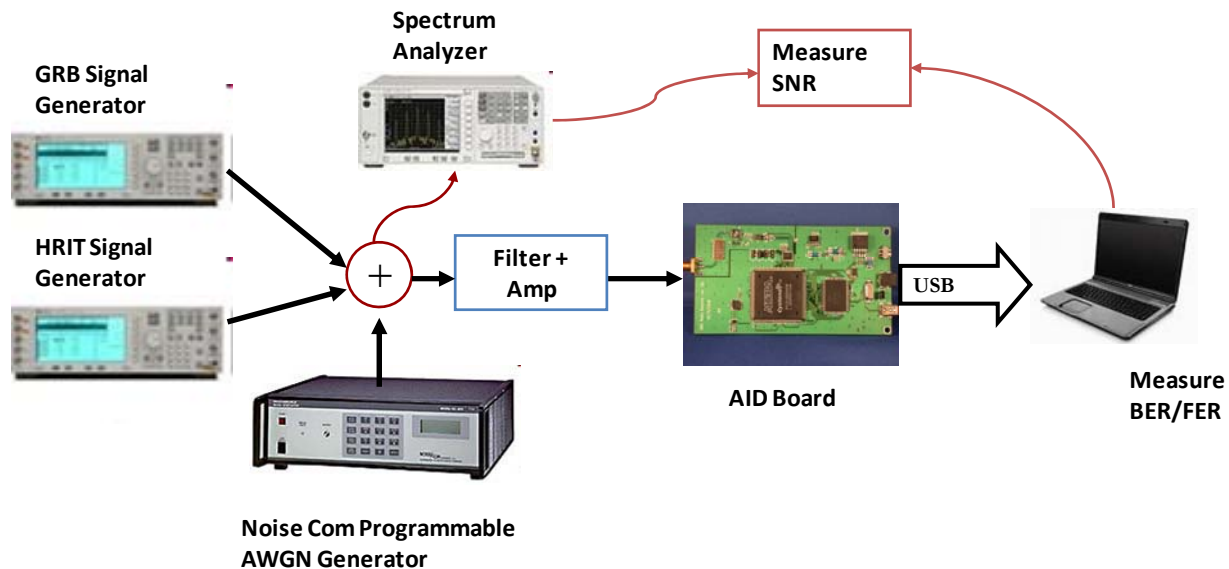 Spectrum
Analyzer
GRB Signal
Generator
Measure
SNR
HRIT Signal
Generator
+
Filter +
Amp
USB
AID Board
Measure
BER/FER
Noise Com Programmable
AWGN Generator